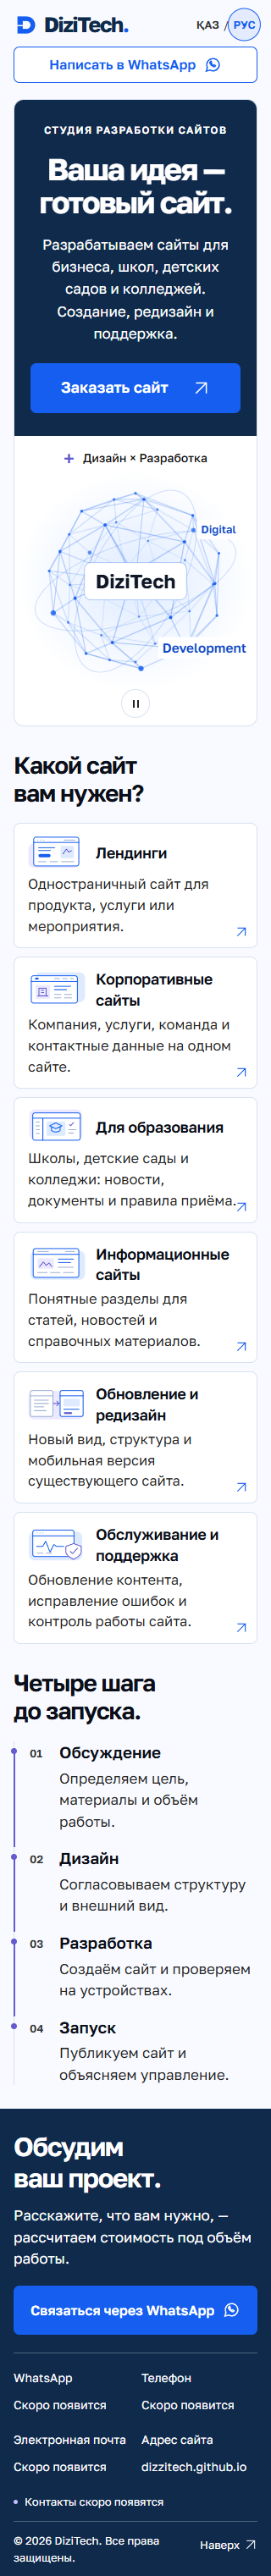 DiziTech.
ҚАЗ / РУС
Написать в WhatsApp
СТУДИЯ РАЗРАБОТКИ САЙТОВ
Ваша идея —
готовый сайт.
Разрабатываем сайты для
бизнеса, школ, детских
садов и колледжей.
Создание, редизайн и
поддержка.
Заказать сайт
+ Дизайн × Разработка
Digital
DiziTech
Development
Какой сайт
вам нужен?
Лендинги
Одностраничный сайт для
продукта, услуги или
мероприятия.
Корпоративные
сайты
Компания, услуги, команда и
контактные данные на одном
сайте.
Для образования
Школы, детские сады и
колледжи: новости,
документы и правила приёма.
Информационные
сайты
Понятные разделы для
статей, новостей и
справочных материалов.
Обновление и
редизайн
Новый вид, структура и
мобильная версия
существующего сайта.
Обслуживание и
поддержка
Обновление контента,
исправление ошибок и
контроль работы сайта.
Четыре шага
до запуска.
01 Обсуждение
Определяем цель,
материалы и объём
работы.
02 Дизайн
Согласовываем структуру
и внешний вид.
03 Разработка
Создаём сайт и проверяем
на устройствах.
04 Запуск
Публикуем сайт и
объясняем управление.
Обсудим
ваш проект.
Расскажите, что вам нужно, —
рассчитаем стоимость под объём
работы.
Связаться через WhatsApp
WhatsApp Телефон
Скоро появится Скоро появится
Электронная почта Адрес сайта
Скоро появится dizzitech.github.io
Контакты скоро появятся
© 2026 DiziTech. Все права
защищены.
Наверх